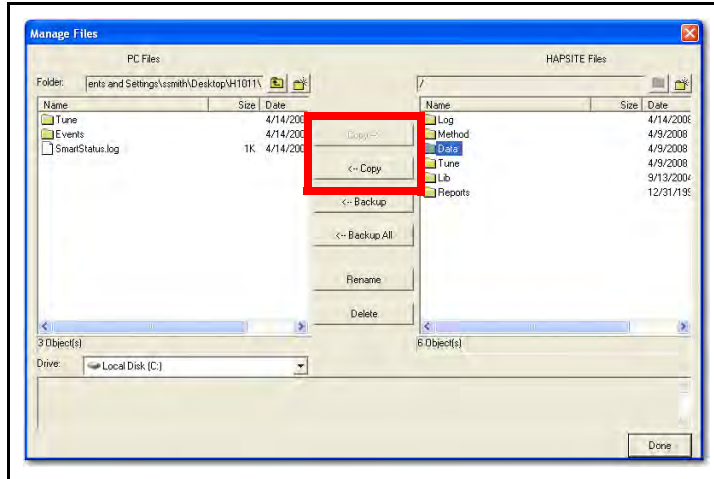 Manage Files
PC Files
HAPSITE Files
Folder: ents and Settings\ssmith\Desktop\H1011\
/
Name Size Date
Tune 4/14/200
Events 4/14/200
SmartStatus.log 1K 4/14/200
Copy-->
<-- Copy
<-- Backup
<-- Backup All
Rename
Delete
Name Size Date
Log 4/14/2008
Method 4/9/2008
Data 4/9/2008
Tune 4/9/2008
Lib 9/13/2004
Reports 12/31/199
3 Object(s)
6 Object(s)
Drive: Local Disk (C:)
Done